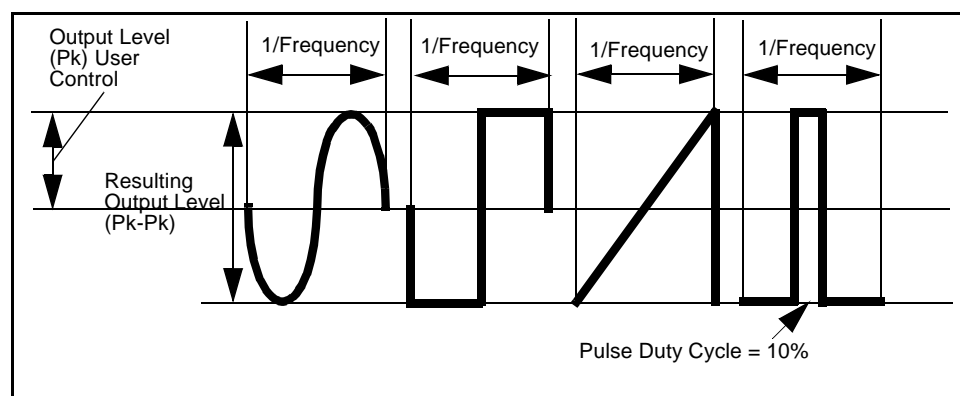 Output Level
(Pk) User
Control
1/Frequency
1/Frequency
1/Frequency
1/Frequency
Resulting
Output Level
(Pk-Pk)
Pulse Duty Cycle = 10%